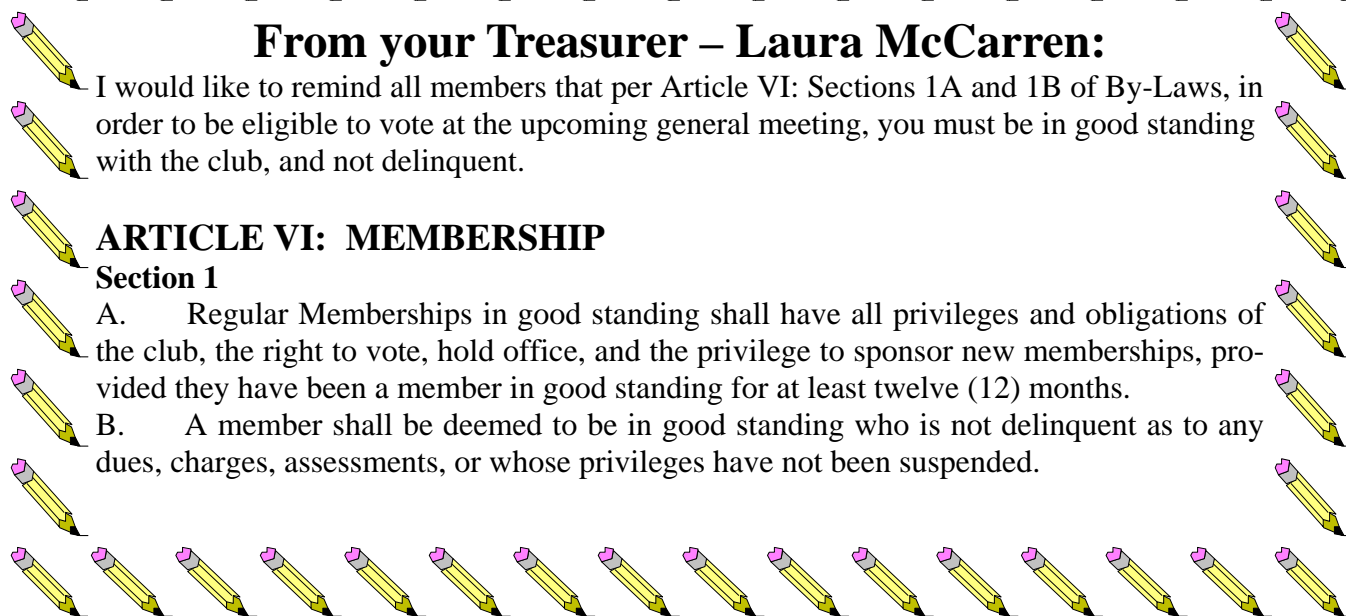 From your Treasurer – Laura McCarren:
I would like to remind all members that per Article VI: Sections 1A and 1B of By-Laws, in
order to be eligible to vote at the upcoming general meeting, you must be in good standing
with the club, and not delinquent.
ARTICLE VI:  MEMBERSHIP
Section 1
A. Regular Memberships in good standing shall have all privileges and obligations of
the club, the right to vote, hold office, and the privilege to sponsor new memberships, pro-
vided they have been a member in good standing for at least twelve (12) months.
B. A member shall be deemed to be in good standing who is not delinquent as to any
dues, charges, assessments, or whose privileges have not been suspended.